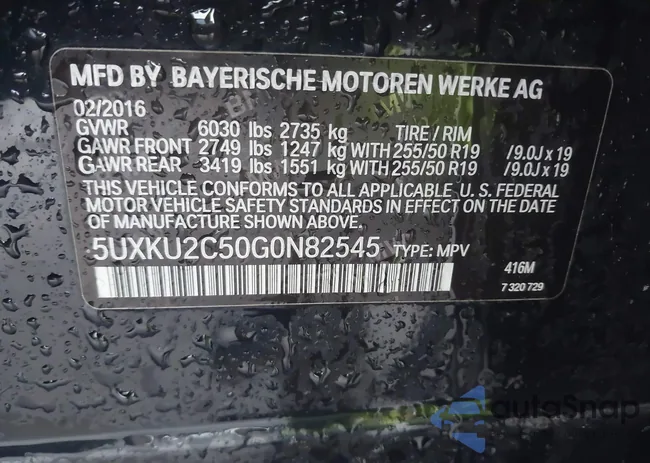 MFD BY BAYERISCHE MOTOREN WERKE AG
02/2016
GVWR 6030 lbs 2735 kg TIRE / RIM
GAWR FRONT 2749 lbs 1247 kg WITH 255/50 R19 /9.0J x 19
GAWR REAR 3419 lbs 1551 kg WITH 255/50 R19 /9.0J x 19
THIS VEHICLE CONFORMS TO ALL APPLICABLE U.S. FEDERAL
MOTOR VEHICLE SAFETY STANDARDS IN EFFECT ON THE DATE
OF MANUFACTURE SHOWN ABOVE.
5UXKU2C50G0N82545 TYPE: MPV
416M
7 320 729
autoSnap